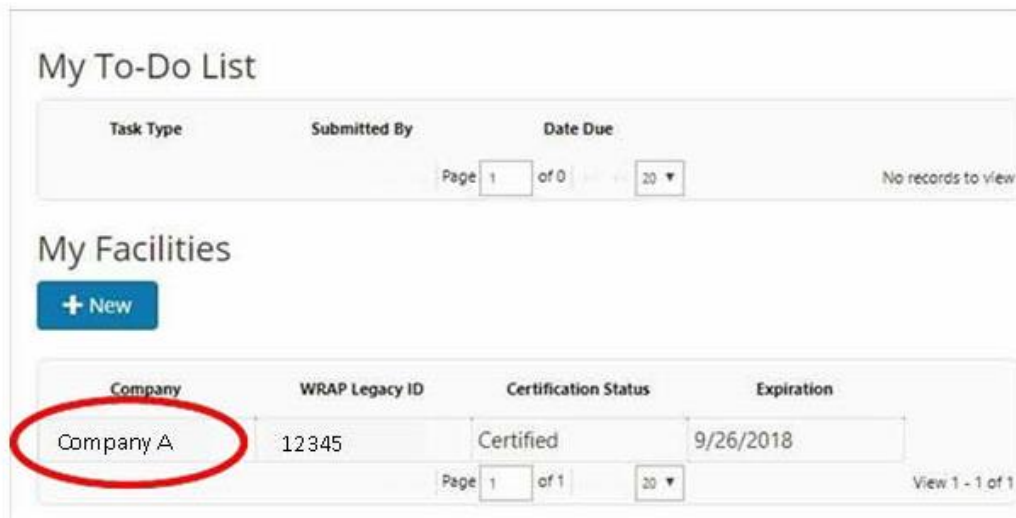 My To-Do List
Task Type Submitted By Date Due
Page 1 of 0 20 No records to view
My Facilities
+ New
Company WRAP Legacy ID Certification Status Expiration
Company A 12345 Certified 9/26/2018
Page 1 of 1 20 View 1 - 1 of 1